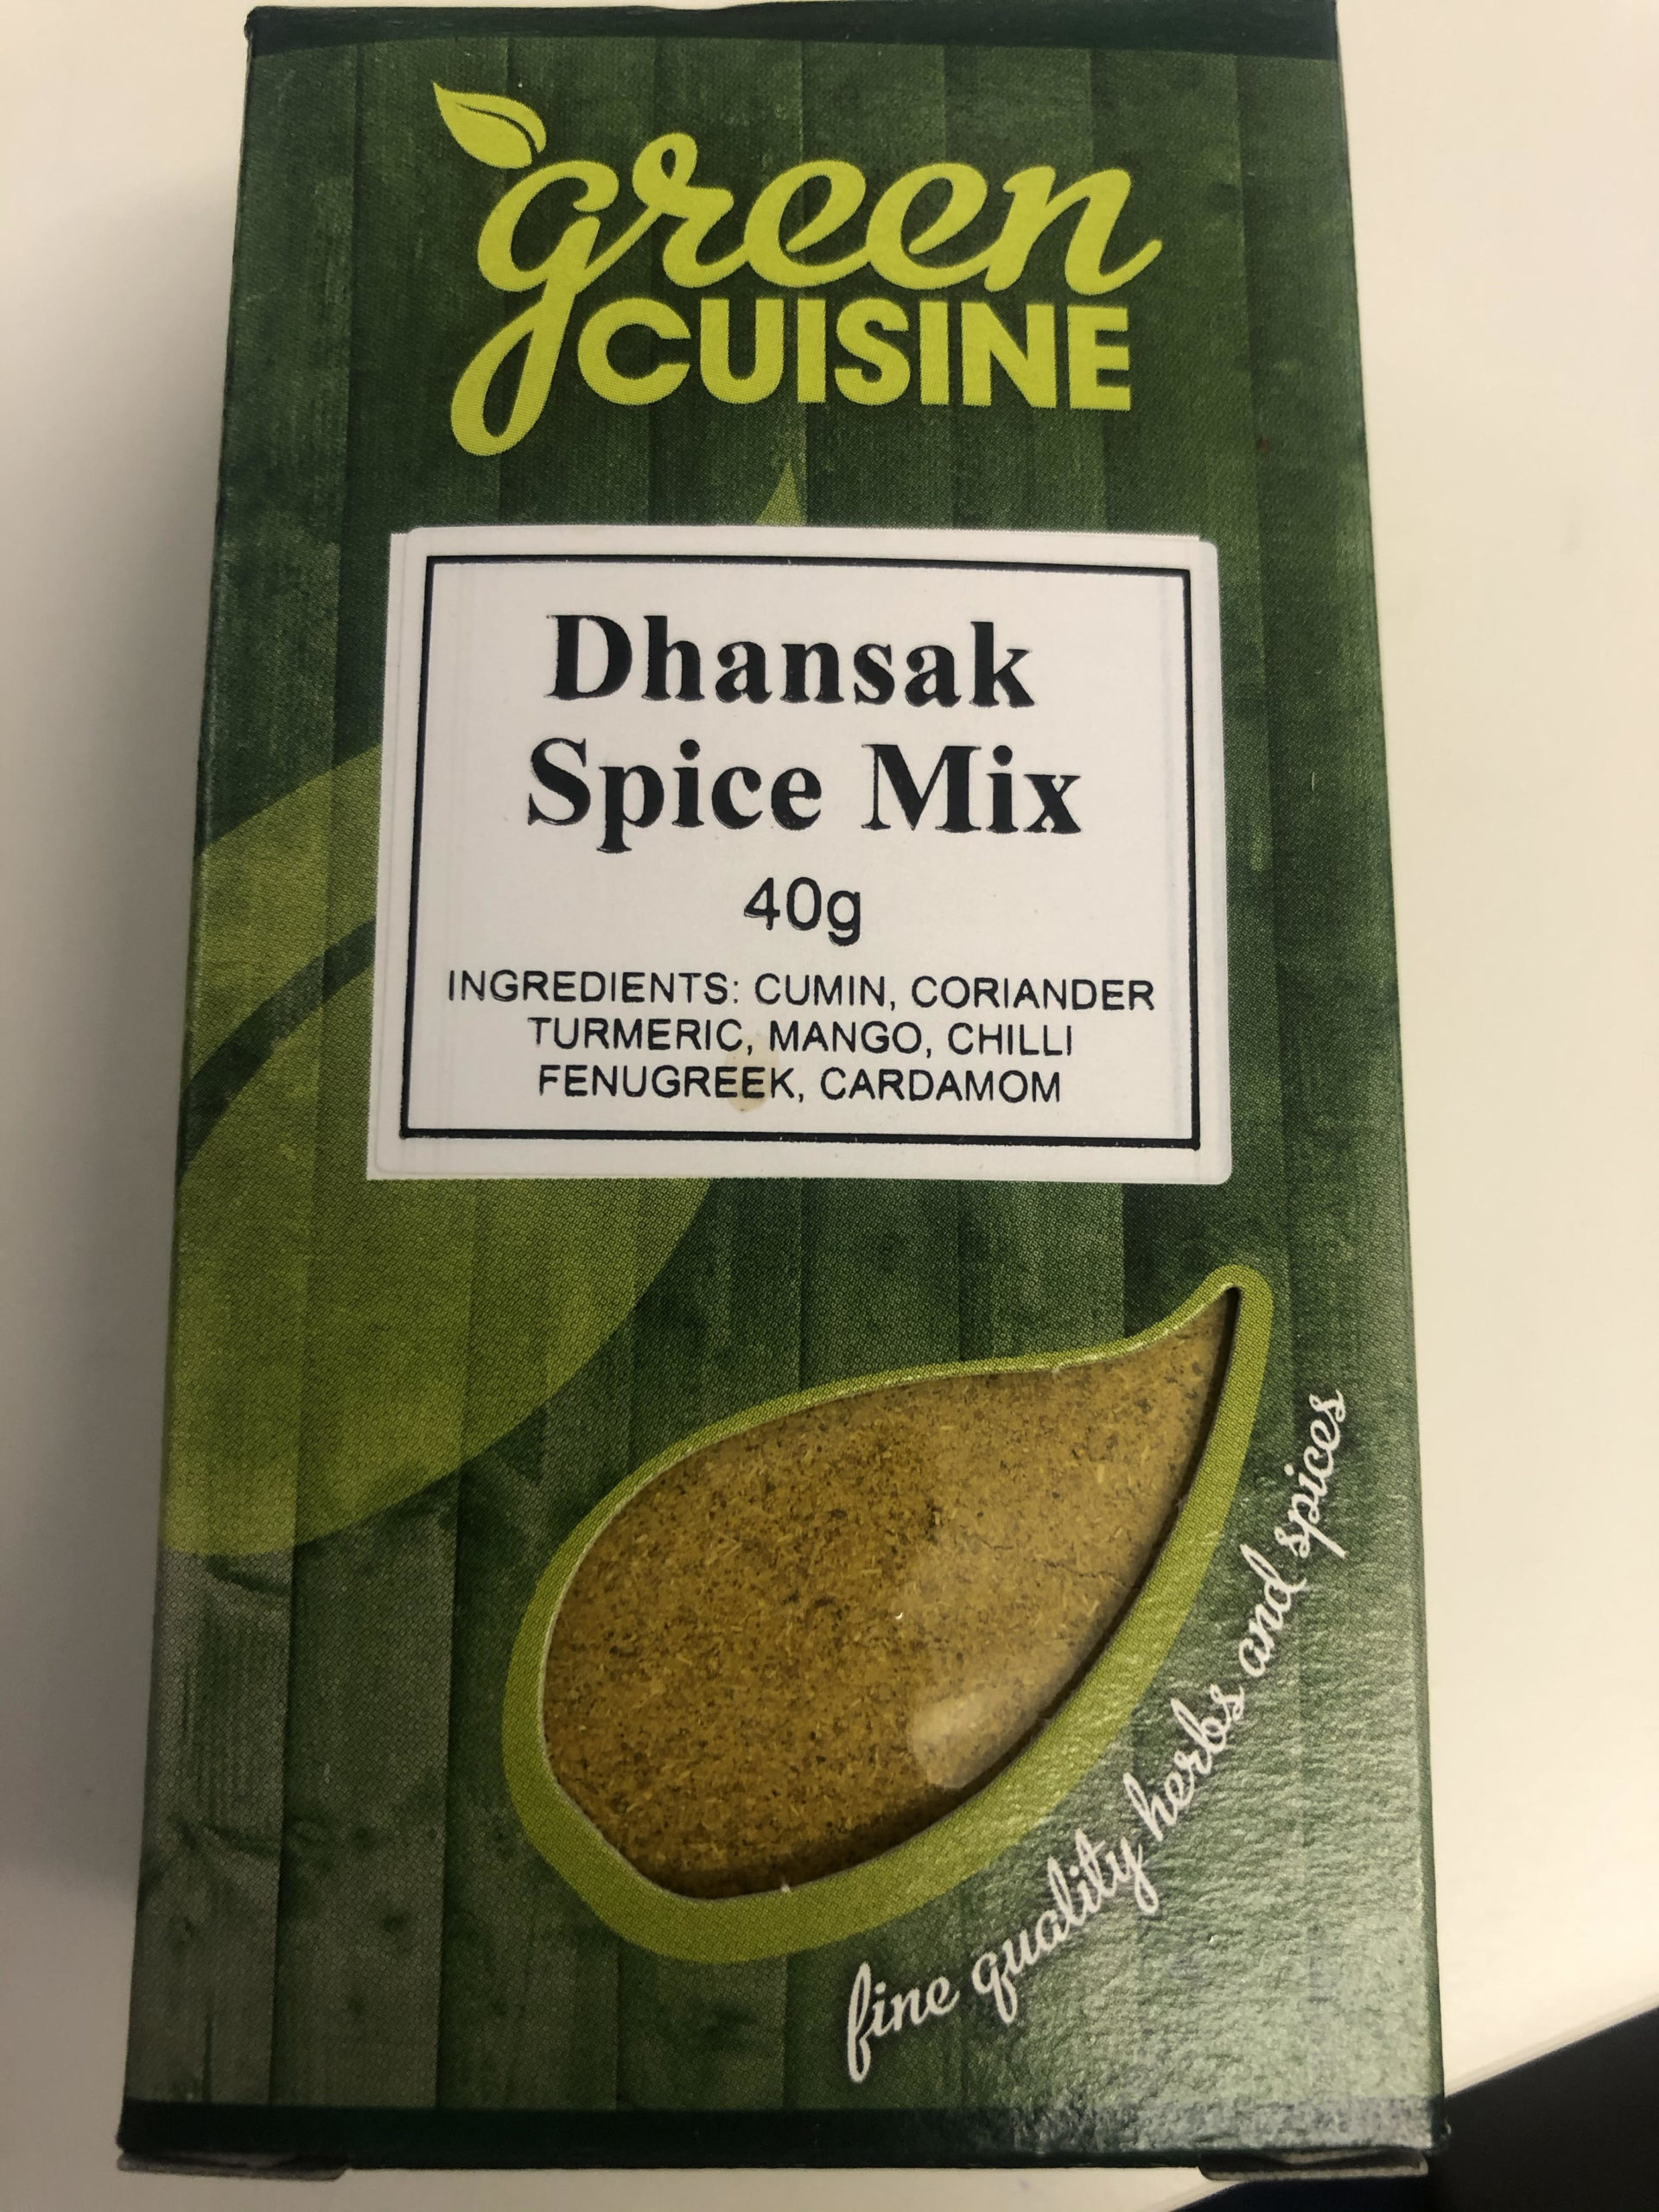 green
CUISINE
Dhansak
Spice Mix
40g
INGREDIENTS: CUMIN, CORIANDER
TURMERIC, MANGO, CHILLI
FENUGREEK, CARDAMOM
fine quality herbs and spices